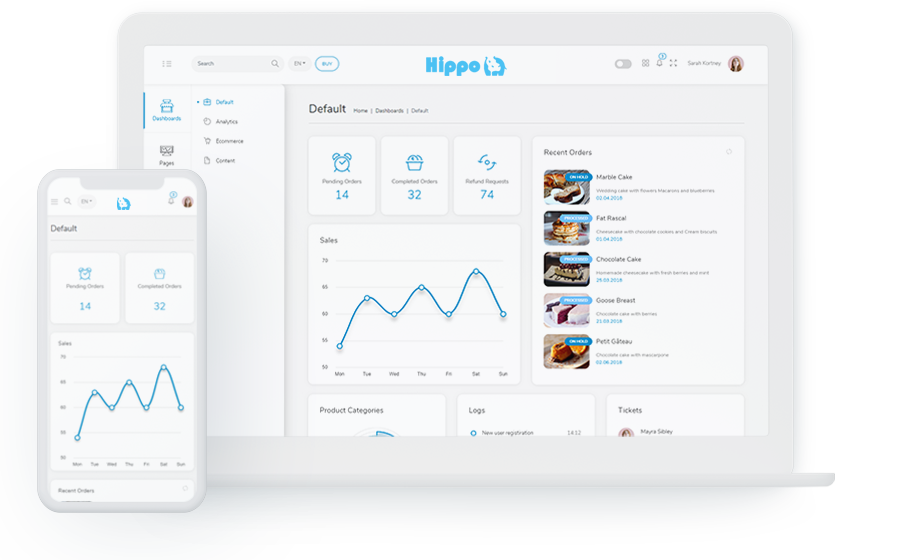 Search
EN
BUY
Hippo
3
Sarah Kortney
Dashboards
Pages
Default
Analytics
Ecommerce
Content
Default
Home | Dashboards | Default
Pending Orders
14
Completed Orders
32
Refund Requests
74
Sales
70
65
60
55
50
Mon Tue Wed Thu Fri Sat Sun
Recent Orders
ON HOLD
Marble Cake
Wedding cake with flowers Macarons and blueberries
02.04.2018
PROCESSED
Fat Rascal
Cheesecake with chocolate cookies and Cream biscuits
01.04.2018
PROCESSED
Chocolate Cake
Homemade cheesecake with fresh berries and mint
25.03.2018
PROCESSED
Goose Breast
Chocolate cake with berries
21.03.2018
ON HOLD
Petit Gâteau
Chocolate cake with mascarpone
02.06.2018
Product Categories
Logs
New user registration
14:12
Tickets
Mayra Sibley
EN
3
Default
Pending Orders
14
Completed Orders
32
Sales
70
65
60
55
50
Mon Tue Wed Thu Fri Sat Sun
Recent Orders